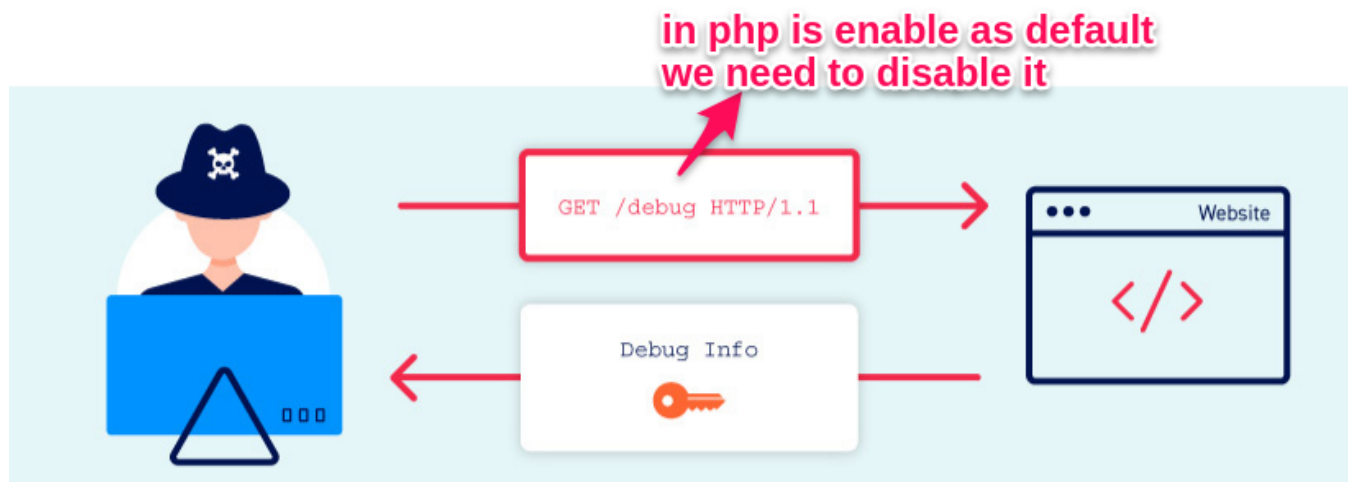 in php is enable as default
we need to disable it
GET /debug HTTP/1.1
Website
</>
Debug Info